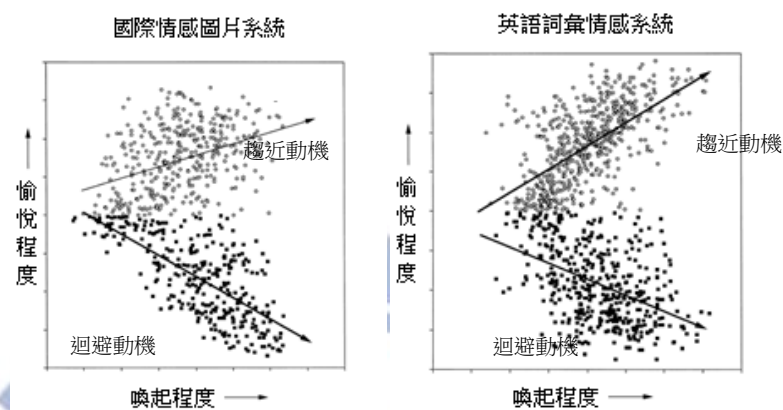 國際情感圖片系統
趨近動機
愉悅程度
迴避動機
喚起程度
英語詞彙情感系統
趨近動機
愉悅程度
迴避動機
喚起程度